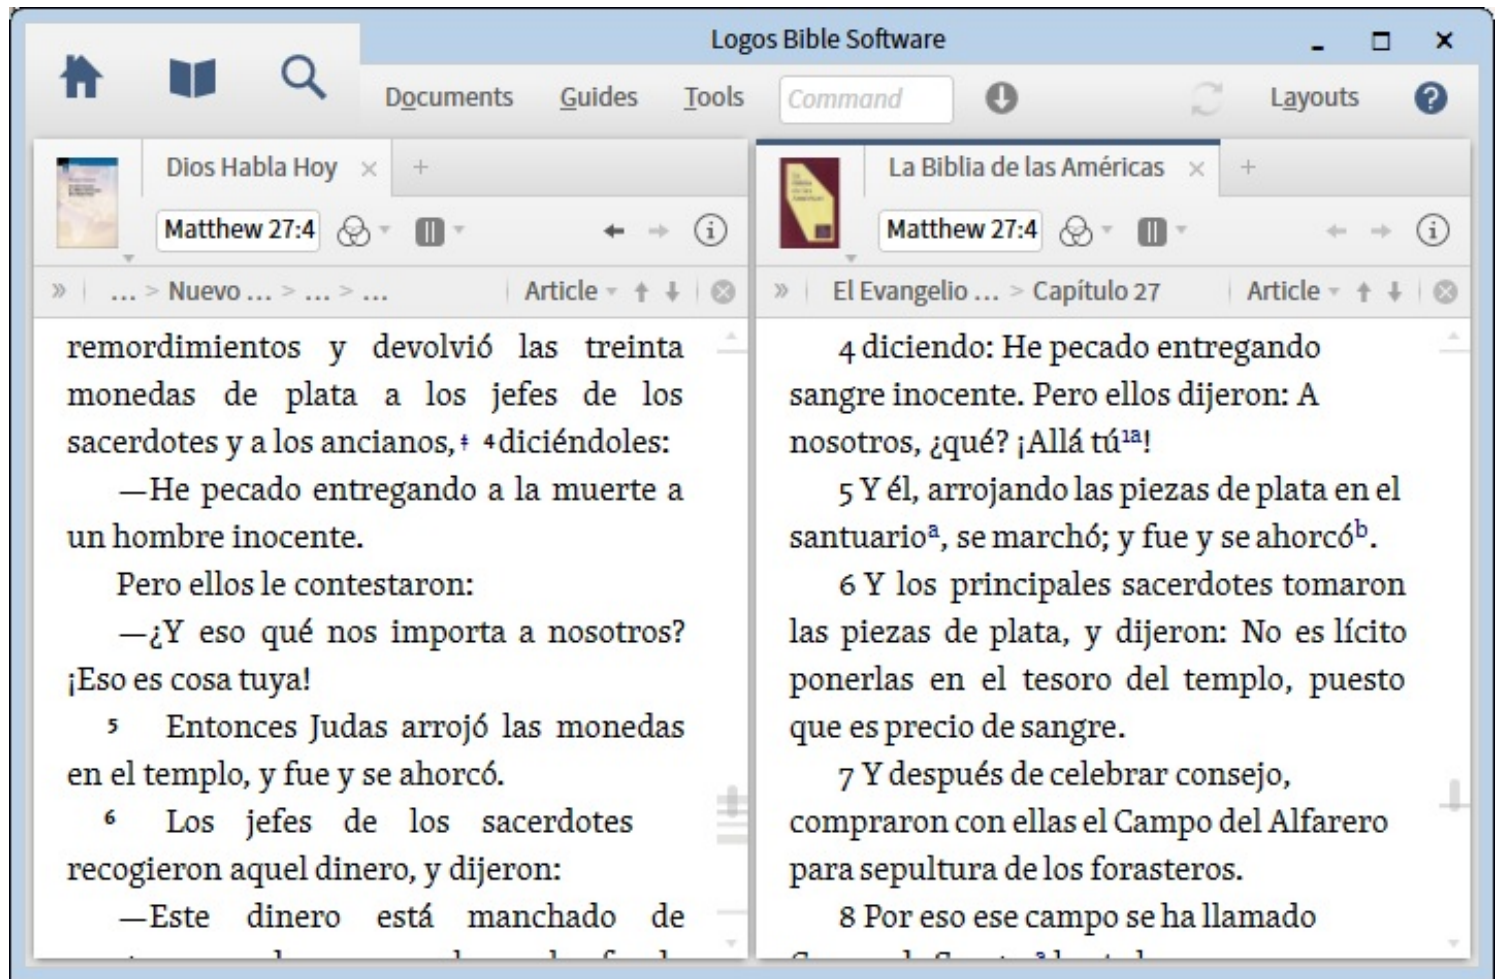 Logos Bible Software
Documents Guides Tools Command Layouts
Dios Habla Hoy
Matthew 27:4
... > Nuevo ... > ... > ... Article
remordimientos y devolvió las treinta
monedas de plata a los jefes de los
sacerdotes y a los ancianos,‡ 4 diciéndoles:
—He pecado entregando a la muerte a
un hombre inocente.
Pero ellos le contestaron:
—¿Y eso qué nos importa a nosotros?
¡Eso es cosa tuya!
5 Entonces Judas arrojó las monedas
en el templo, y fue y se ahorcó.
6 Los jefes de los sacerdotes
recogieron aquel dinero, y dijeron:
—Este dinero está manchado de
La Biblia de las Américas
Matthew 27:4
El Evangelio ... > Capítulo 27 Article
4 diciendo: He pecado entregando
sangre inocente. Pero ellos dijeron: A
nosotros, ¿qué? ¡Allá tú1a!
5 Y él, arrojando las piezas de plata en el
santuarioa, se marchó; y fue y se ahorcób.
6 Y los principales sacerdotes tomaron
las piezas de plata, y dijeron: No es lícito
ponerlas en el tesoro del templo, puesto
que es precio de sangre.
7 Y después de celebrar consejo,
compraron con ellas el Campo del Alfarero
para sepultura de los forasteros.
8 Por eso ese campo se ha llamado